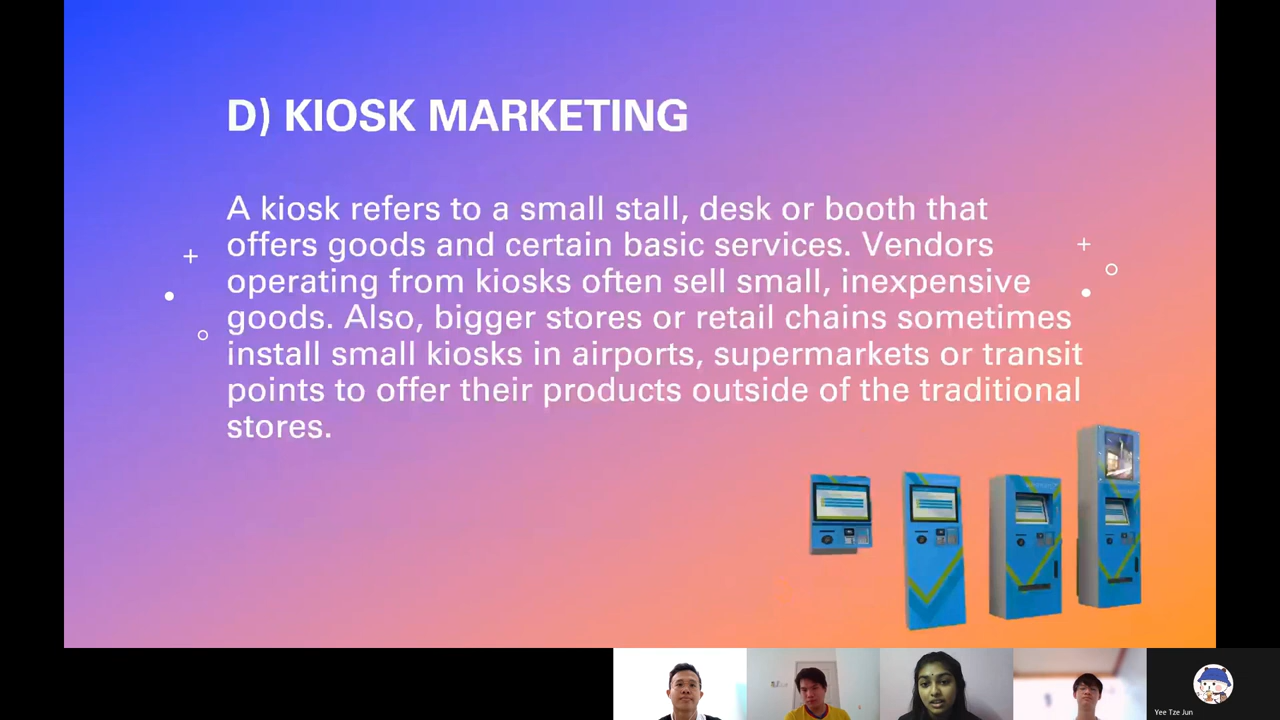 D) KIOSK MARKETING
A kiosk refers to a small stall, desk or booth that
offers goods and certain basic services. Vendors
operating from kiosks often sell small, inexpensive
goods. Also, bigger stores or retail chains sometimes
install small kiosks in airports, supermarkets or transit
points to offer their products outside of the traditional
stores.
Yee Tze Jun